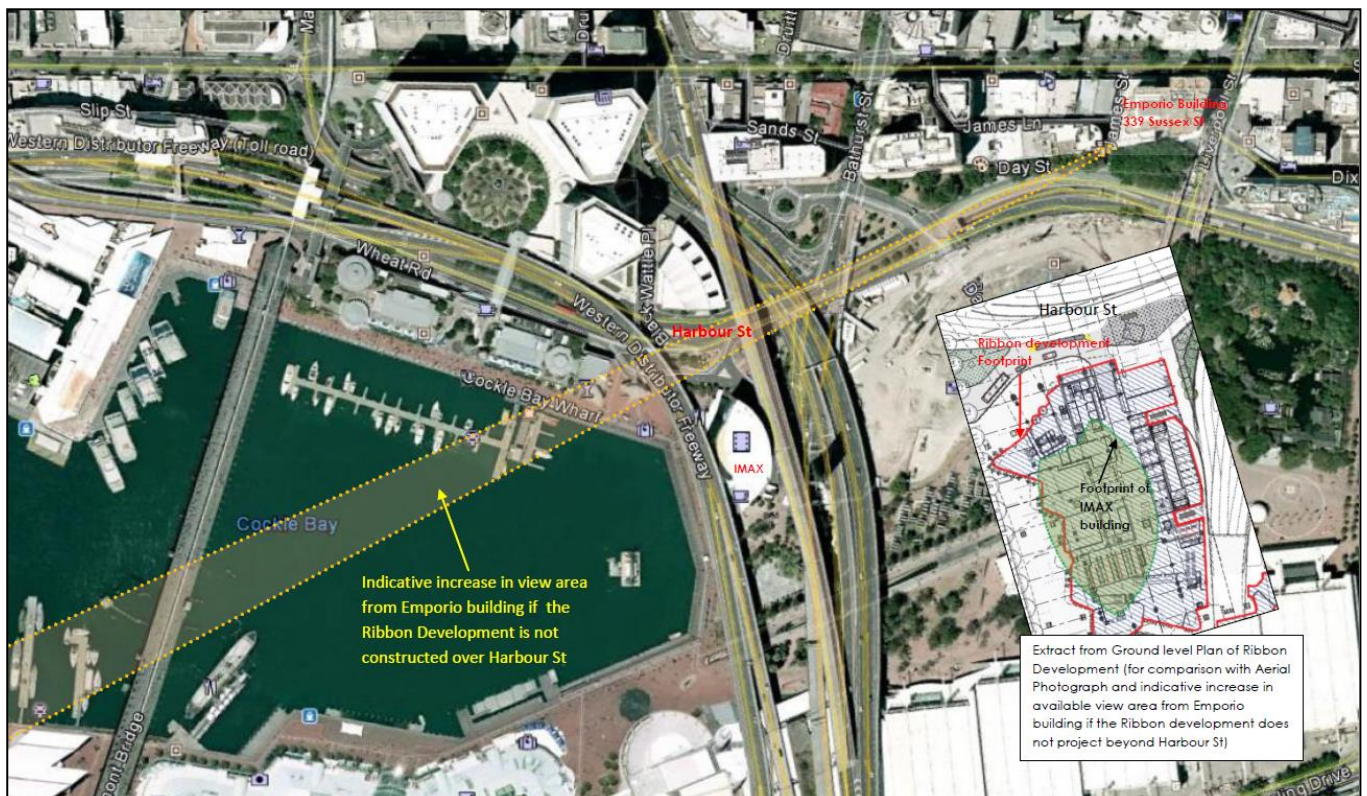 Slip St
Western Distributor Freeway (Toll road)
Wheat Rd
Western Distributor Freeway
Cockle Bay Wharf
Sands St
Bathurst St
James Ln
James St
Day St
Liverpool St
Emporio Building
339 Sussex St
Harbour St
IMAX
Cockle Bay
Indicative increase in view area
from Emporio building if the
Ribbon Development is not
constructed over Harbour St
Harbour St
Ribbon development
Footprint
Footprint of
IMAX
building
Extract from Ground level Plan of Ribbon
Development (for comparison with Aerial
Photograph and indicative increase in
available view area from Emporio
building if the Ribbon development does
not project beyond Harbour St)